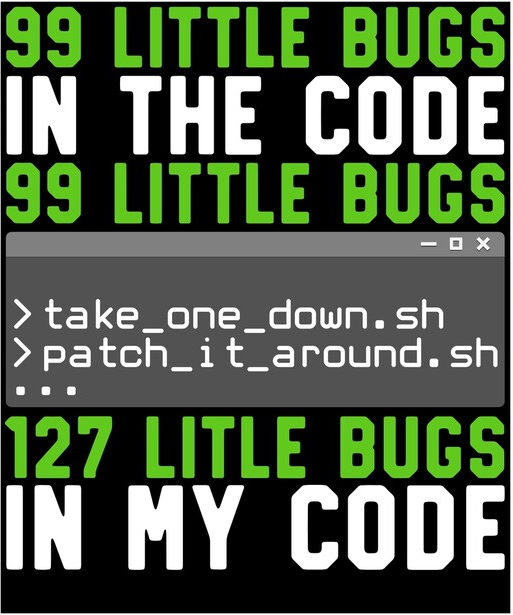 99 LITTLE BUGS
IN THE CODE
99 LITTLE BUGS
> take_one_down.sh
> patch_it_around.sh
...
127 LITLE BUGS
IN MY CODE